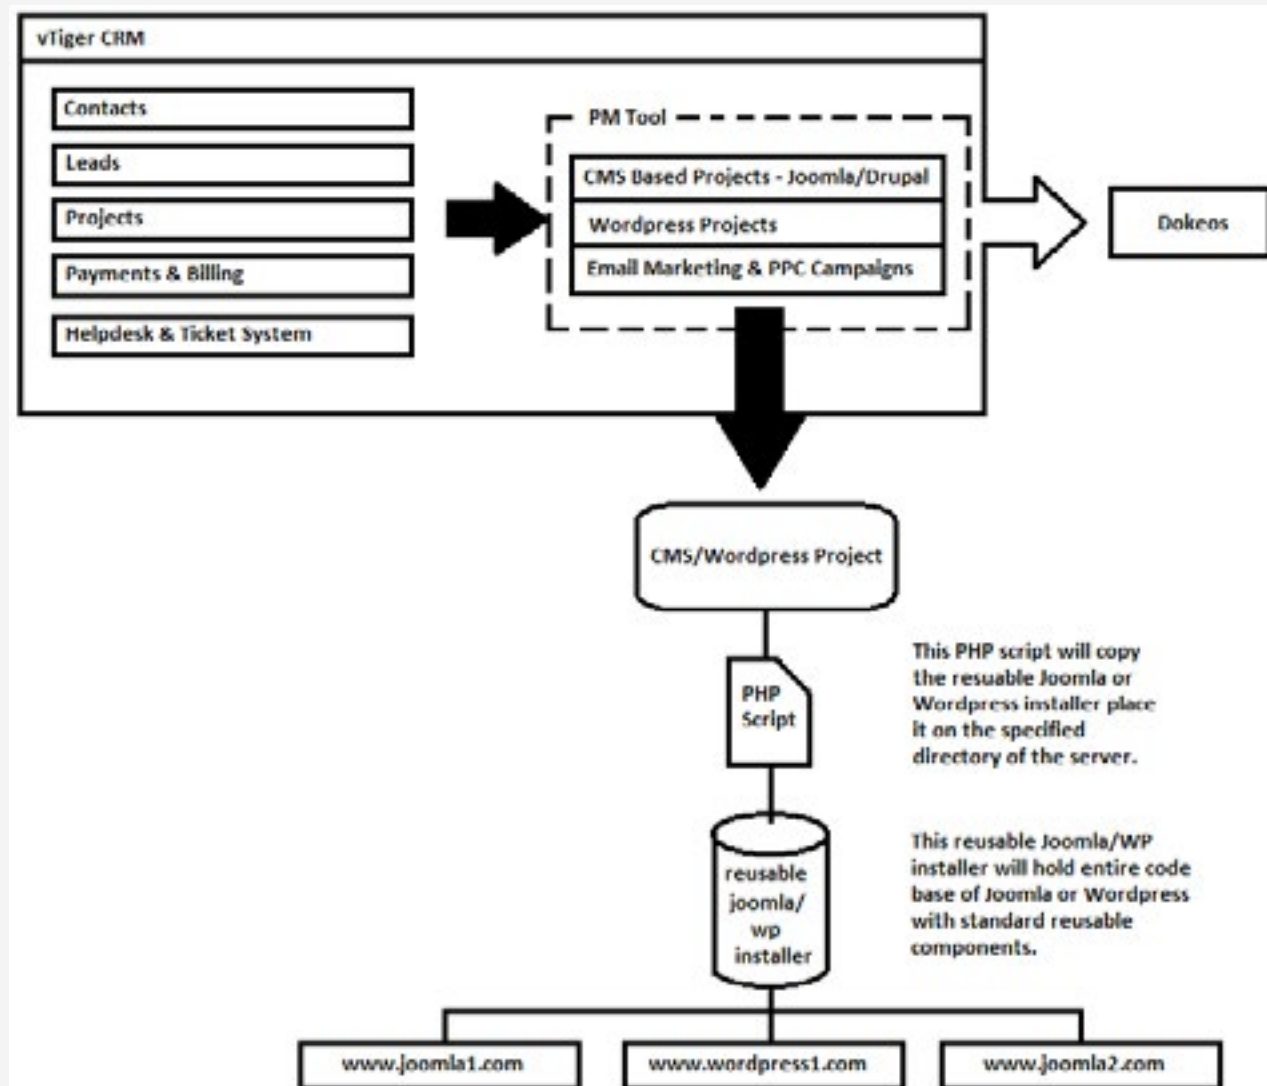 vTiger CRM
Contacts
Leads
Projects
Payments & Billing
Helpdesk & Ticket System
PM Tool
CMS Based Projects - Joomla/Drupal
Wordpress Projects
Email Marketing & PPC Campaigns
Dokeos
CMS/Wordpress Project
PHP
Script
This PHP script will copy
the resuable Joomla or
Wordpress installer place
it on the specified
directory of the server.
reusable
joomla/
wp
installer
This reusable Joomla/WP
installer will hold entire code
base of Joomla or Wordpress
with standard reusable
components.
www.joomla1.com
www.wordpress1.com
www.joomla2.com